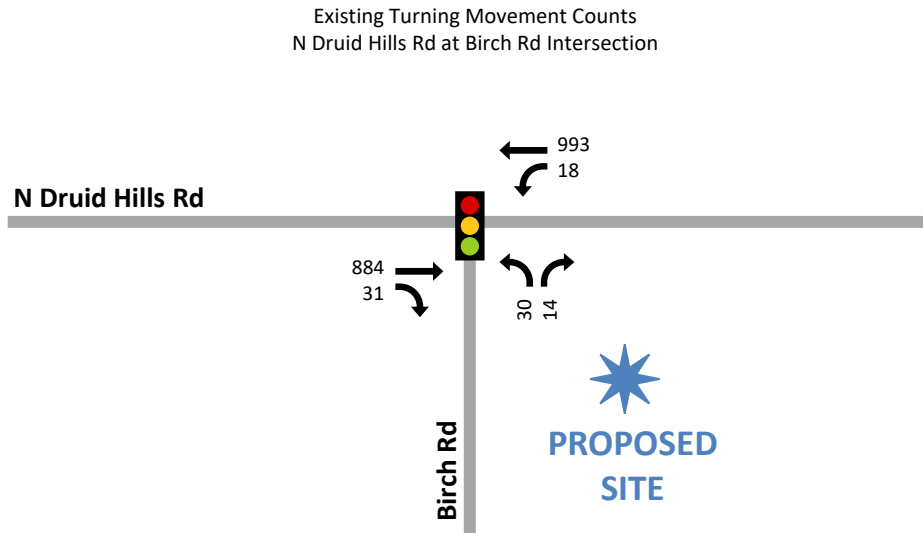 Existing Turning Movement Counts
N Druid Hills Rd at Birch Rd Intersection
993
18
N Druid Hills Rd
884
31
30
14
PROPOSED
SITE
Birch Rd